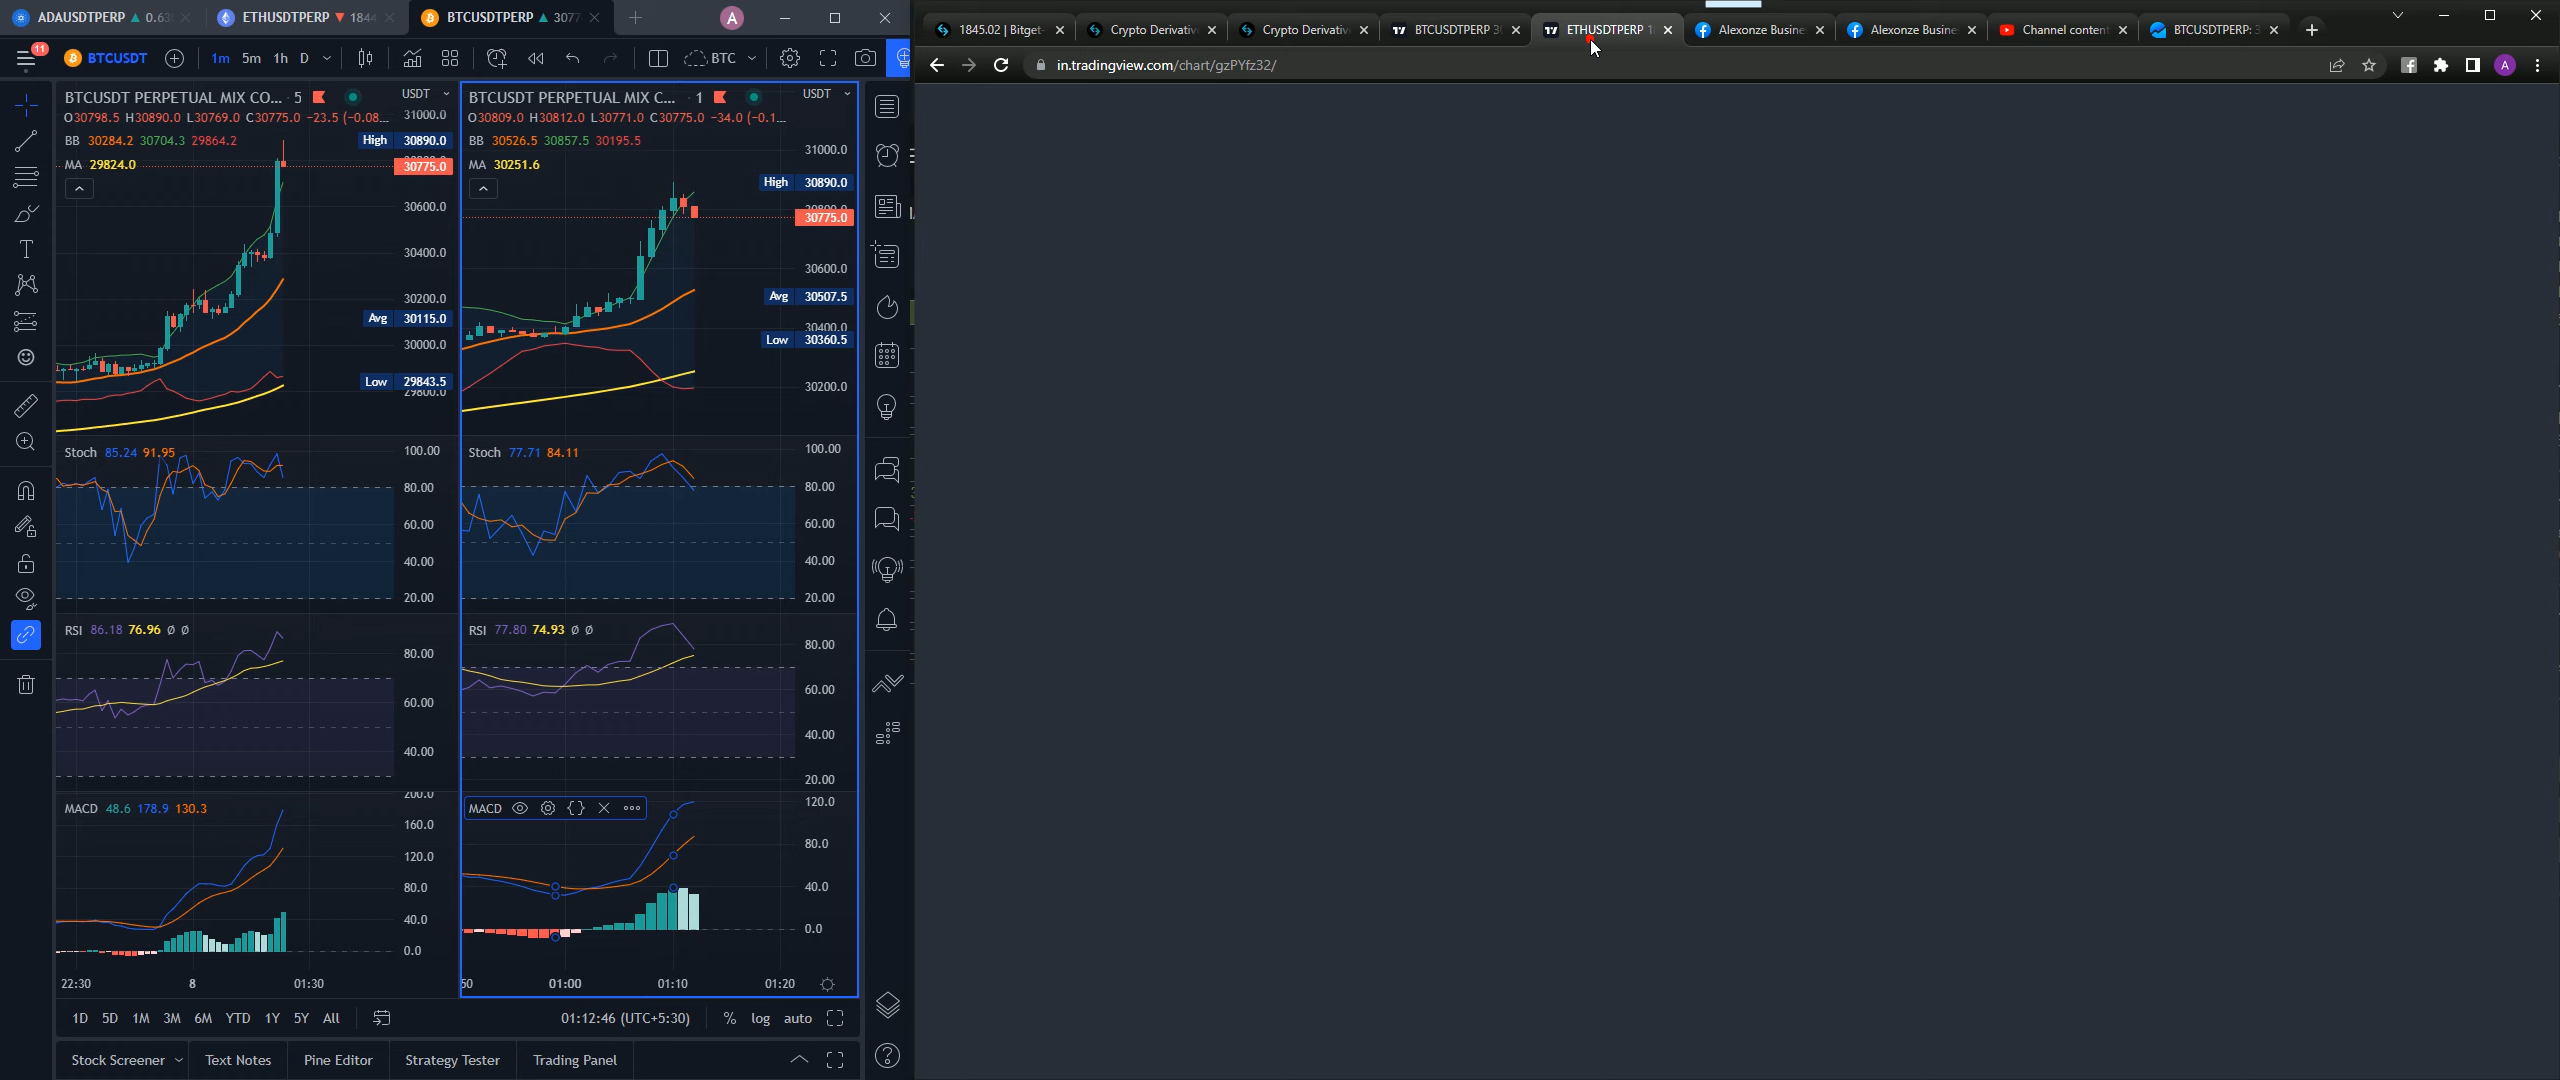 ADAUSDTPERP ▲ 0.63
ETHUSDTPERP ▼ 1844
BTCUSDTPERP ▲ 3077
A
11
BTCUSDT
1m 5m 1h D
BTC
BTCUSDT PERPETUAL MIX CO... · 5
USDT
O30798.5 H30890.0 L30769.0 C30775.0 -23.5 (-0.08...
BB 30284.2 30704.3 29864.2
MA 29824.0
31000.0
High 30890.0
30775.0
30600.0
30400.0
30200.0
Avg 30115.0
30000.0
Low 29843.5
29800.0
Stoch 85.24 91.95
100.00
80.00
60.00
40.00
20.00
RSI 86.18 76.96 ∅ ∅
80.00
60.00
40.00
MACD 48.6 178.9 130.3
200.0
160.0
120.0
80.0
40.0
0.0
22:30 8 01:30
BTCUSDT PERPETUAL MIX C... · 1
USDT
O30809.0 H30812.0 L30771.0 C30775.0 -34.0 (-0.1...
BB 30526.5 30857.5 30195.5
MA 30251.6
31000.0
High 30890.0
30800.0
30775.0
30600.0
Avg 30507.5
30400.0
Low 30360.5
30200.0
Stoch 77.71 84.11
100.00
80.00
60.00
40.00
20.00
RSI 77.80 74.93 ∅ ∅
80.00
60.00
40.00
20.00
MACD
120.0
80.0
40.0
0.0
01:00 01:10 01:20
1D 5D 1M 3M 6M YTD 1Y 5Y All
01:12:46 (UTC+5:30) % log auto
Stock Screener Text Notes Pine Editor Strategy Tester Trading Panel
1845.02 | Bitget-
Crypto Derivativ
Crypto Derivativ
BTCUSDTPERP 3
ETHUSDTPERP 1
Alexonze Busine
Alexonze Busine
Channel content
BTCUSDTPERP: 3
in.tradingview.com/chart/gzPYfz32/
A